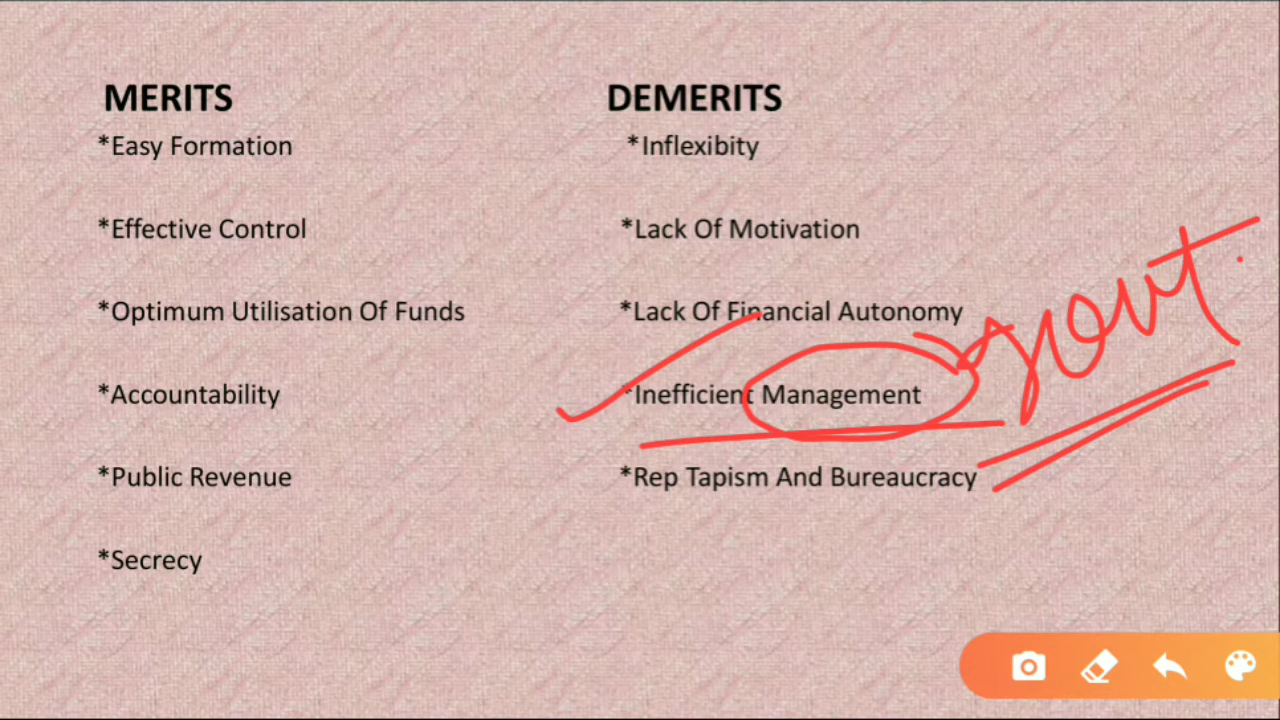 MERITS
*Easy Formation
*Effective Control
*Optimum Utilisation Of Funds
*Accountability
*Public Revenue
*Secrecy
DEMERITS
*Inflexibity
*Lack Of Motivation
*Lack Of Financial Autonomy
*Inefficient Management
*Rep Tapism And Bureaucracy
govt.